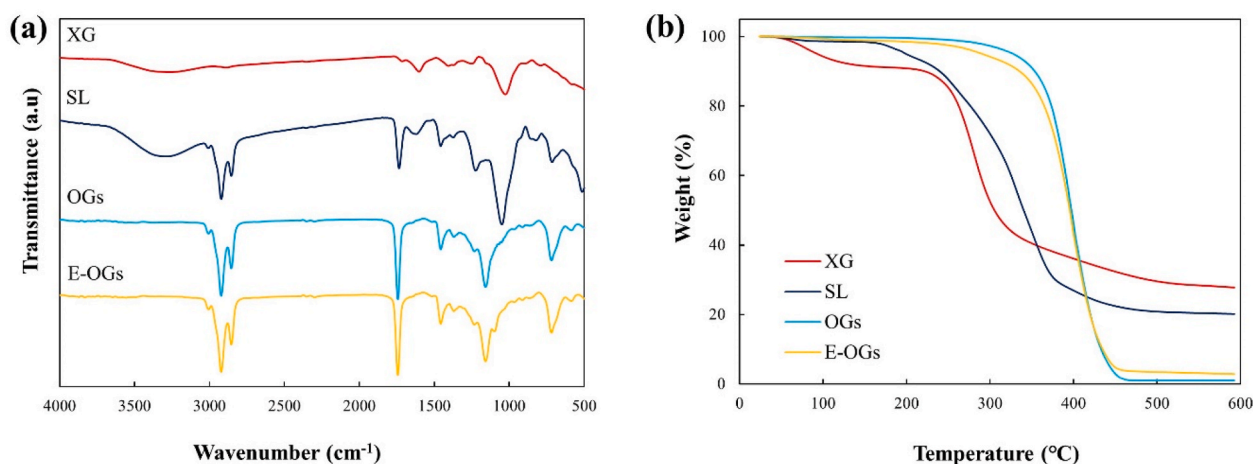 (a)
XG
SL
OGs
E-OGs
Transmittance (a.u)
4000 3500 3000 2500 2000 1500 1000 500
Wavenumber (cm⁻¹)
(b)
100
80
60
40
20
0
Weight (%)
XG
SL
OGs
E-OGs
0 100 200 300 400 500 600
Temperature (℃)